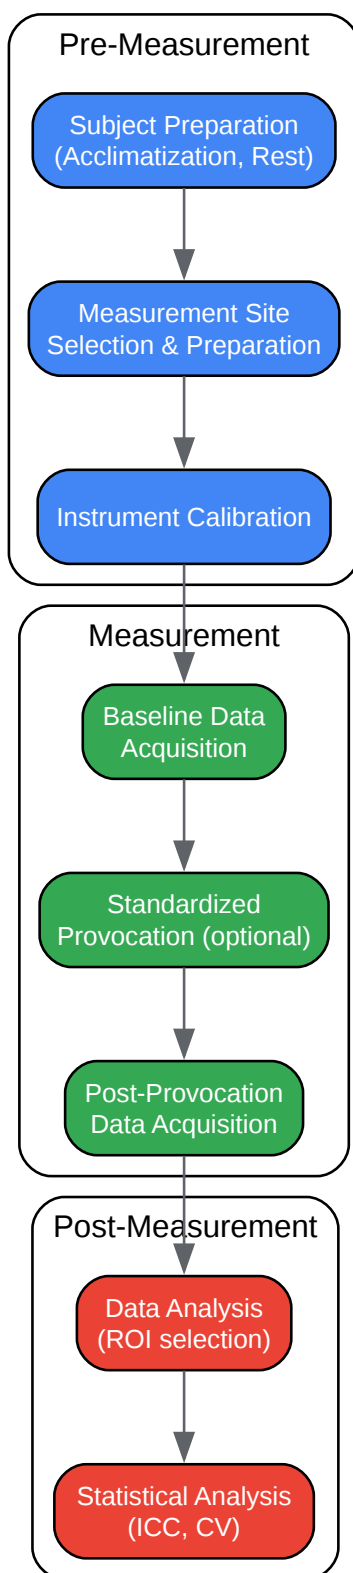 Pre-Measurement
Subject Preparation
(Acclimatization, Rest)
Measurement Site
Selection & Preparation
Instrument Calibration
Measurement
Baseline Data
Acquisition
Standardized
Provocation (optional)
Post-Provocation
Data Acquisition
Post-Measurement
Data Analysis
(ROI selection)
Statistical Analysis
(ICC, CV)